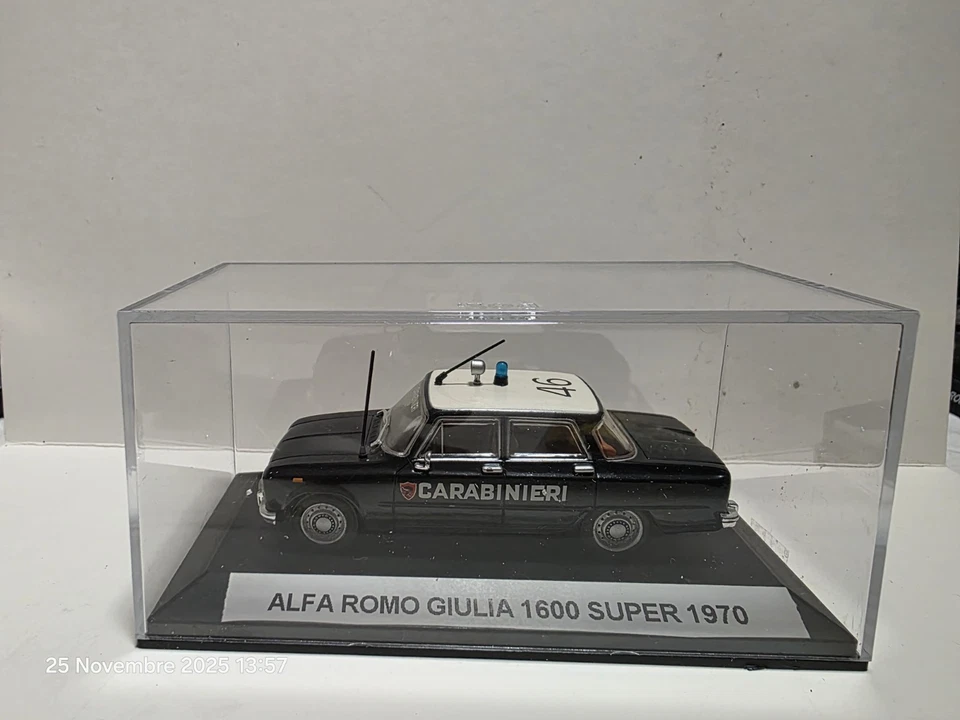 46
CARABINIERI
ALFA ROMO GIULIA 1600 SUPER 1970
25 Novembre 2025 13:57